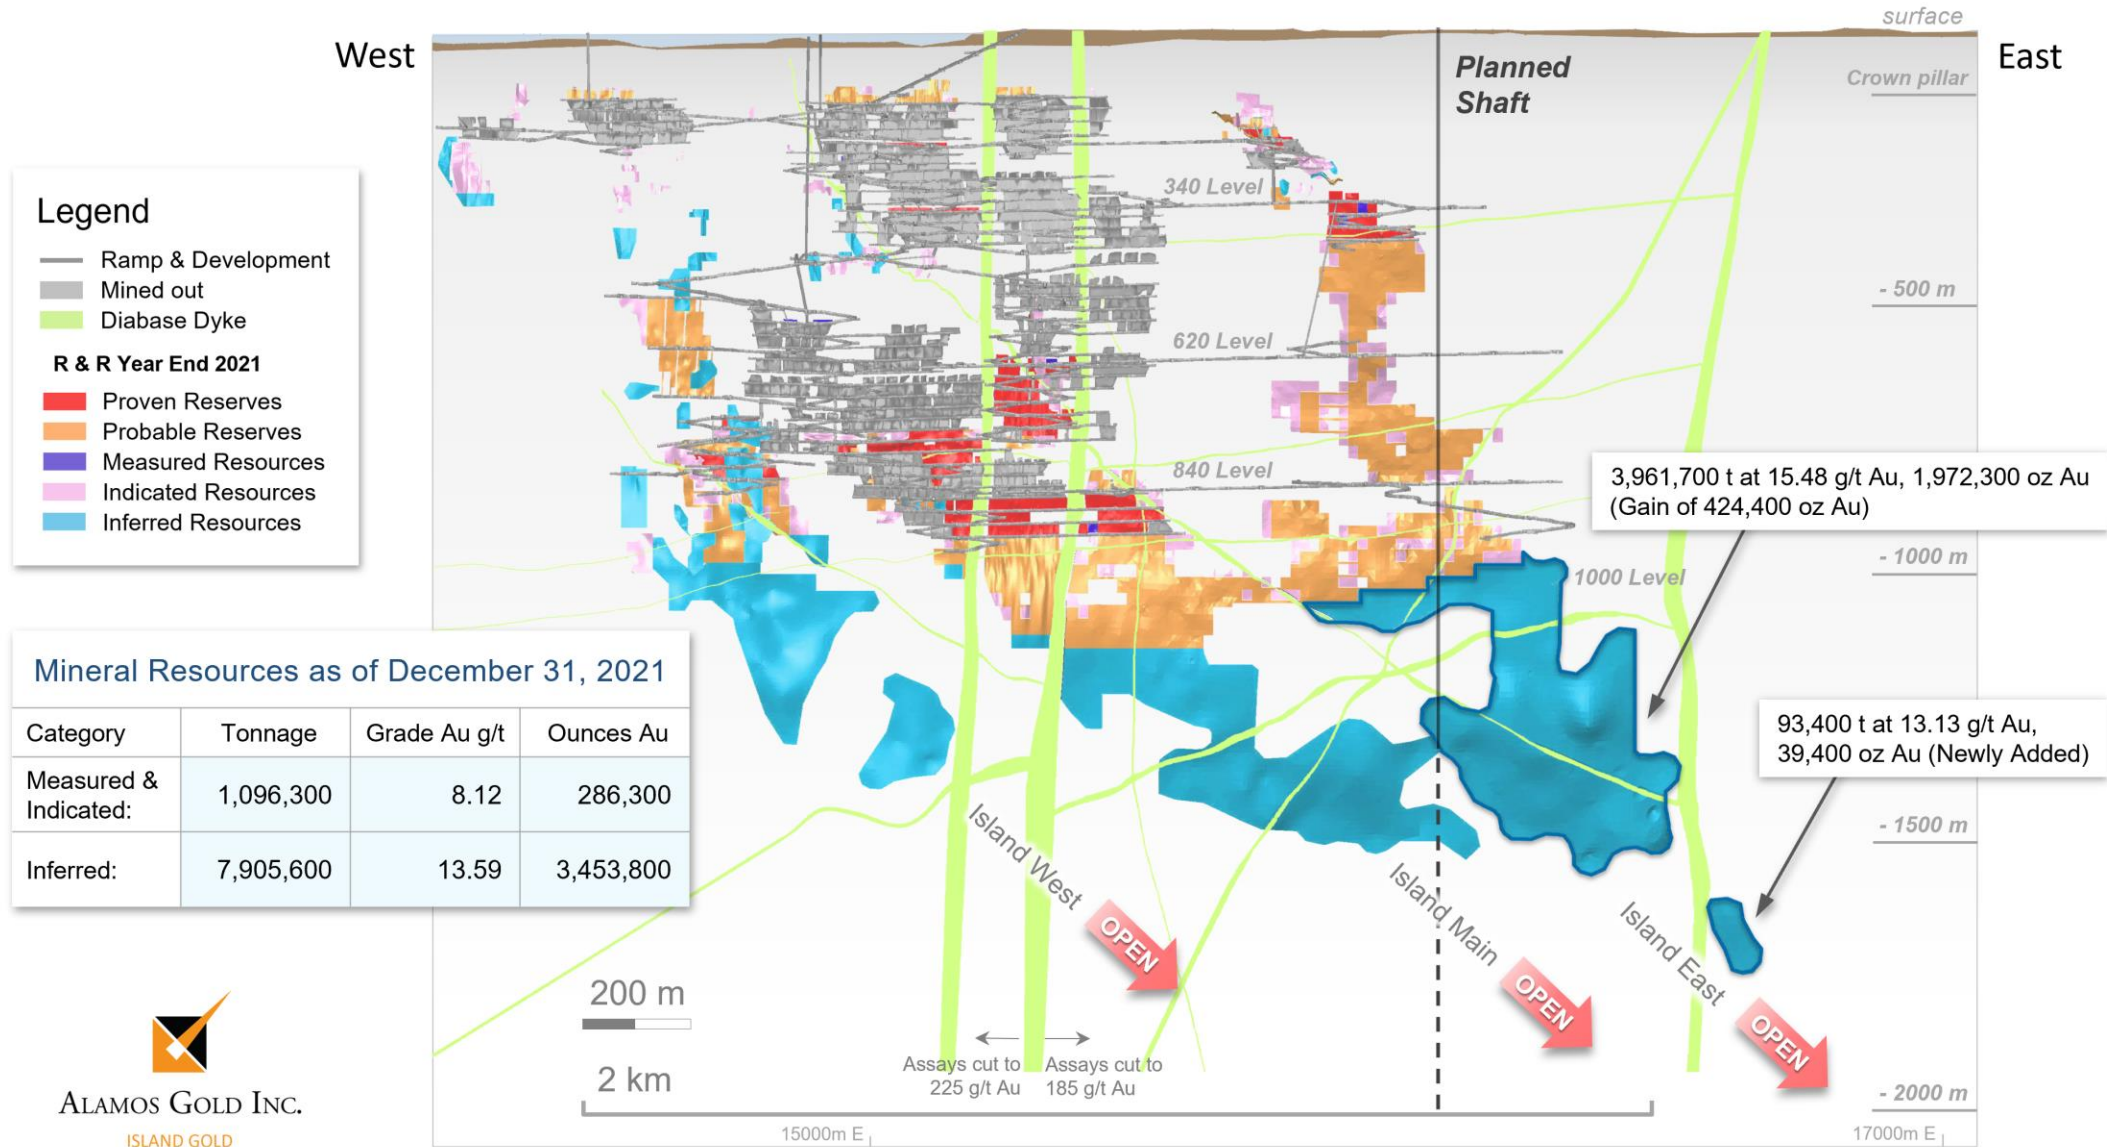 surface
West
East
Planned
Shaft
Crown pillar
340 Level
- 500 m
620 Level
840 Level
- 1000 m
1000 Level
- 1500 m
- 2000 m
Legend
Ramp & Development
Mined out
Diabase Dyke
R & R Year End 2021
Proven Reserves
Probable Reserves
Measured Resources
Indicated Resources
Inferred Resources
3,961,700 t at 15.48 g/t Au, 1,972,300 oz Au
(Gain of 424,400 oz Au)
93,400 t at 13.13 g/t Au,
39,400 oz Au (Newly Added)
Mineral Resources as of December 31, 2021
Category Tonnage Grade Au g/t Ounces Au
Measured &
Indicated: 1,096,300 8.12 286,300
Inferred: 7,905,600 13.59 3,453,800
Island West
OPEN
Island Main
OPEN
Island East
OPEN
200 m
2 km
Assays cut to
225 g/t Au
Assays cut to
185 g/t Au
15000m E
17000m E
ALAMOS GOLD INC.
ISLAND GOLD